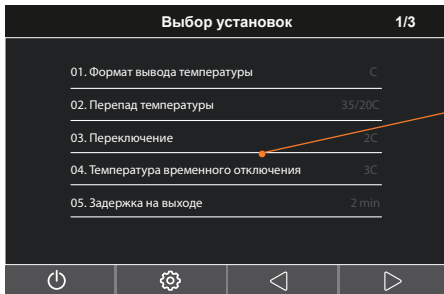 Выбор установок 1/3
01. Формат вывода температуры C
02. Перепад температуры 35/20C
03. Переключение 2C
04. Температура временного отключения 3C
05. Задержка на выходе 2 min